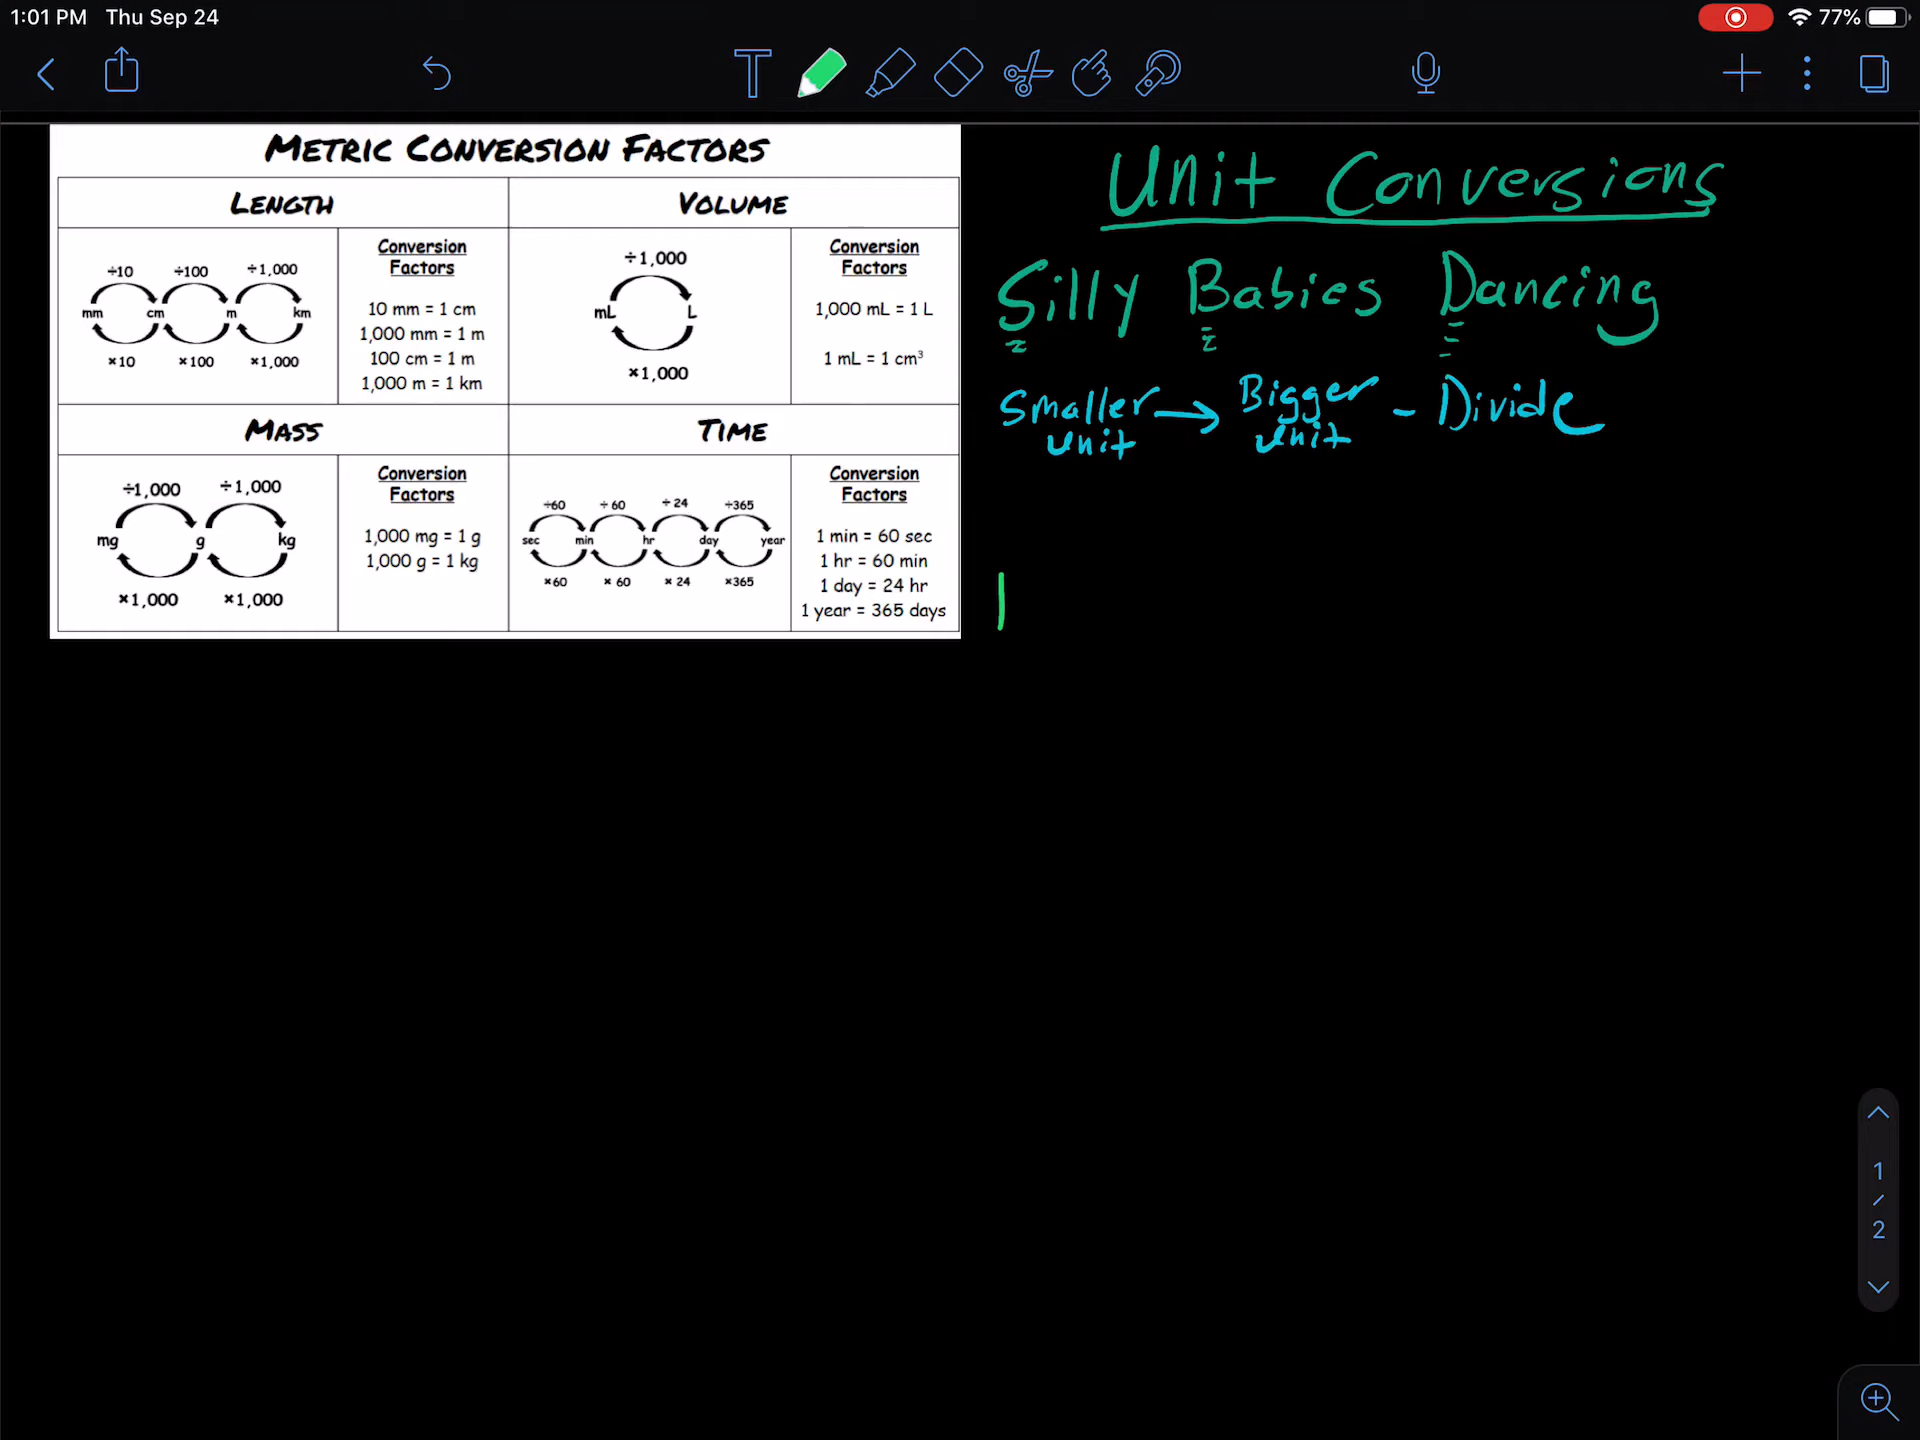 1:01 PM Thu Sep 24
77%
METRIC CONVERSION FACTORS
LENGTH
÷10 ÷100 ÷1,000
mm cm m km
×10 ×100 ×1,000
Conversion
Factors
10 mm = 1 cm
1,000 mm = 1 m
100 cm = 1 m
1,000 m = 1 km
VOLUME
÷1,000
mL L
×1,000
Conversion
Factors
1,000 mL = 1 L
1 mL = 1 cm³
MASS
÷1,000 ÷1,000
mg g kg
×1,000 ×1,000
Conversion
Factors
1,000 mg = 1 g
1,000 g = 1 kg
TIME
÷60 ÷60 ÷24 ÷365
sec min hr day year
×60 ×60 ×24 ×365
Conversion
Factors
1 min = 60 sec
1 hr = 60 min
1 day = 24 hr
1 year = 365 days
Unit Conversions
Silly Babies Dancing
Smaller → Bigger - Divide
unit unit
1
/
2